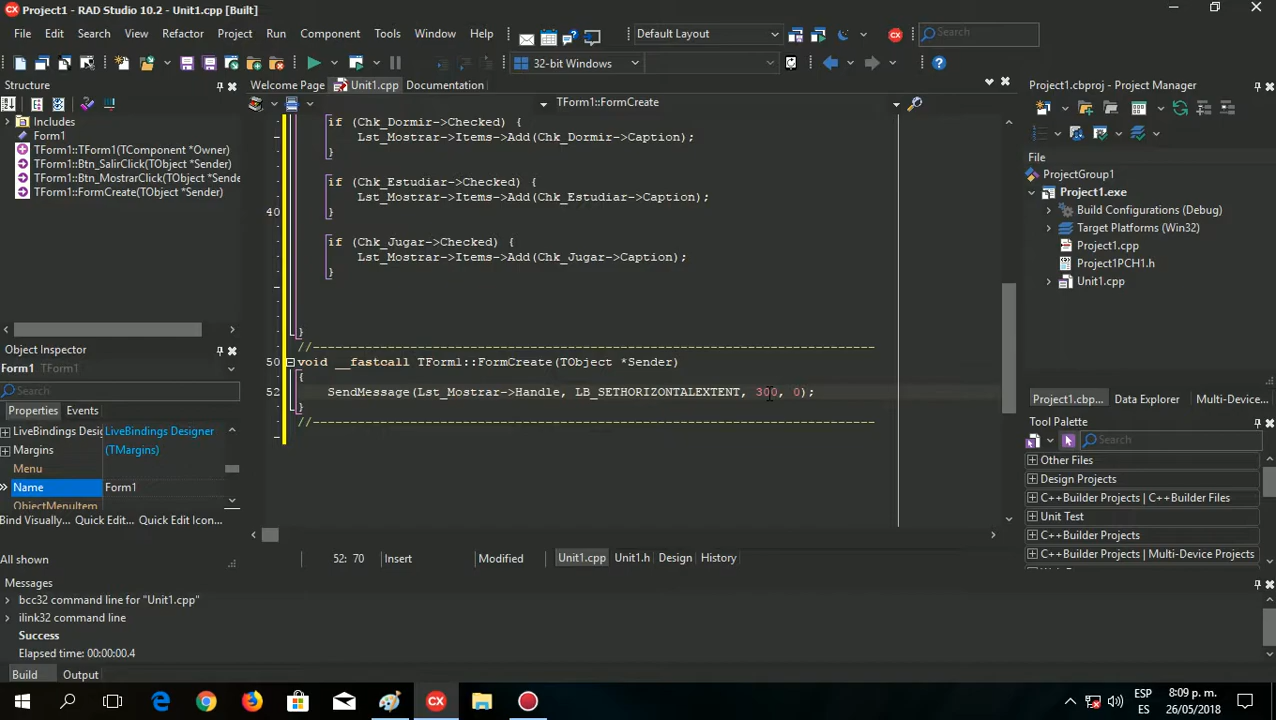 Project1 - RAD Studio 10.2 - Unit1.cpp [Built]
File Edit Search View Refactor Project Run Component Tools Window Help
Default Layout
Search
32-bit Windows
Structure
Welcome Page Unit1.cpp Documentation
Project1.cbproj - Project Manager
TForm1::FormCreate
Includes
Form1
TForm1::TForm1(TComponent *Owner)
TForm1::Btn_SalirClick(TObject *Sender)
TForm1::Btn_MostrarClick(TObject *Sende
TForm1::FormCreate(TObject *Sender)
if (Chk_Dormir->Checked) {
Lst_Mostrar->Items->Add(Chk_Dormir->Caption);
}
if (Chk_Estudiar->Checked) {
Lst_Mostrar->Items->Add(Chk_Estudiar->Caption);
40 }
if (Chk_Jugar->Checked) {
Lst_Mostrar->Items->Add(Chk_Jugar->Caption);
}
}
//---------------------------------------------------------------------------
50 void __fastcall TForm1::FormCreate(TObject *Sender)
{
52 SendMessage(Lst_Mostrar->Handle, LB_SETHORIZONTALEXTENT, 300, 0);
}
//---------------------------------------------------------------------------
52: 70 Insert Modified Unit1.cpp Unit1.h Design History
File
ProjectGroup1
Project1.exe
Build Configurations (Debug)
Target Platforms (Win32)
Project1.cpp
Project1PCH1.h
Unit1.cpp
Project1.cbp... Data Explorer Multi-Device...
Tool Palette
Search
Other Files
Design Projects
C++Builder Projects | C++Builder Files
Unit Test
C++Builder Projects
C++Builder Projects | Multi-Device Projects
Object Inspector
Form1 TForm1
Search
Properties Events
LiveBindings Desig LiveBindings Designer
Margins (TMargins)
Menu
Name Form1
ObjectMenuItem
Bind Visually... Quick Edit... Quick Edit Icon...
All shown
Messages
bcc32 command line for "Unit1.cpp"
ilink32 command line
Success
Elapsed time: 00:00:00.4
Build Output
ESP
ES
8:09 p. m.
26/05/2018